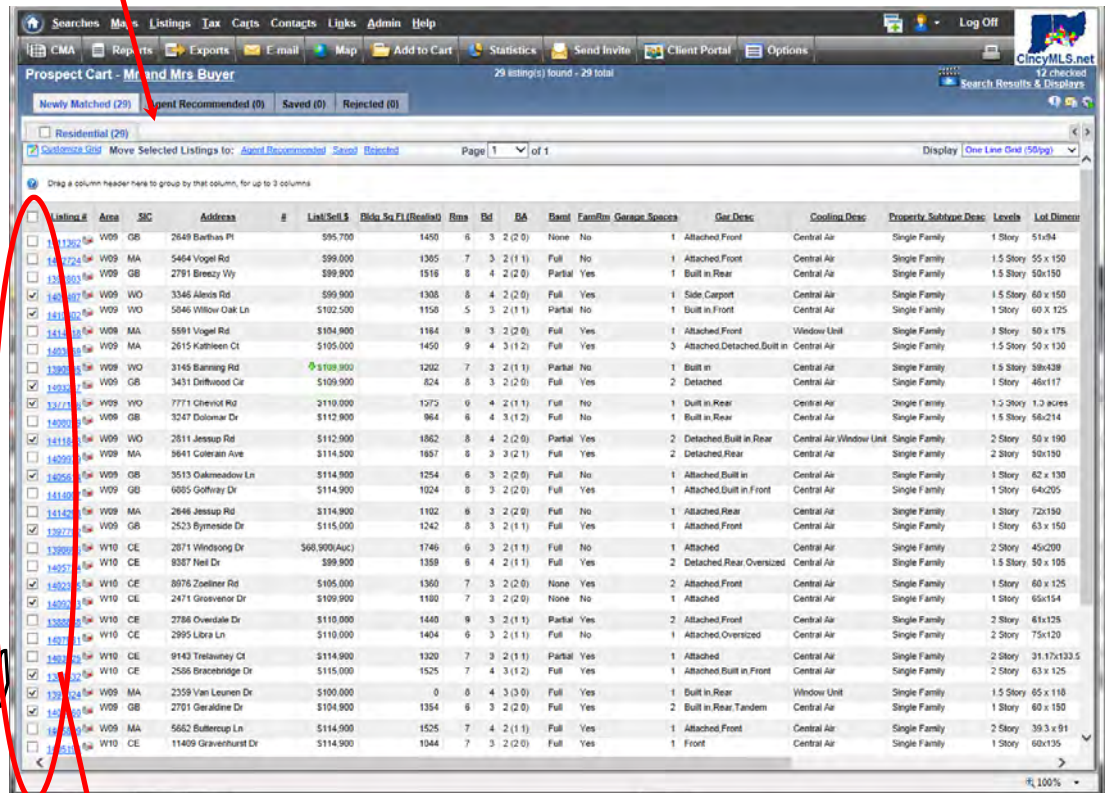 Searches Maps Listings Tax Carts Contacts Links Admin Help Log Off
CMA Reports Exports Email Map Add to Cart Statistics Send Invite Client Portal Options CincyMLS.net
Prospect Cart - Mr and Mrs Buyer 29 listing(s) found - 29 total 12 checked
Search Results & Displays
Newly Matched (29) Agent Recommended (0) Saved (0) Rejected (0)
Residential (29)
Customize Grid Move Selected Listings to: Agent Recommended Saved Rejected Page 1 of 1 Display One Line Grid (50/pg)
Drag a column header here to group by that column, for up to 3 columns
Listing # Area SIC Address # List/Sell $ Bldg Sq Ft (Realist) Rms Bd BA Bsmt FamRm Garage Spaces Gar Desc Cooling Desc Property Subtype Desc Levels Lot Dimens
W09 GB 2649 Barthas Pl $95,700 1450 6 3 2 (2 0) None No 1 Attached,Front Central Air Single Family 1 Story 51x94
W09 MA 5464 Vogel Rd $99,000 1365 7 3 2 (1 1) Full No 1 Attached,Front Central Air Single Family 1.5 Story 55 x 150
W09 GB 2791 Breezy Wy $99,900 1516 8 4 2 (2 0) Partial Yes 1 Built in,Rear Central Air Single Family 1.5 Story 50x150
W09 WO 3346 Alexis Rd $99,900 1308 8 4 2 (2 0) Full Yes 1 Side,Carport Central Air Single Family 1.5 Story 60 x 150
W09 WO 5846 Willow Oak Ln $102,500 1158 5 3 2 (1 1) Partial No 1 Built in,Front Central Air Single Family 1 Story 60 X 125
W09 MA 5591 Vogel Rd $104,900 1164 9 3 2 (2 0) Full Yes 1 Attached,Front Window Unit Single Family 1 Story 50 x 175
W09 MA 2615 Kathleen Ct $105,000 1450 9 4 3 (1 2) Full Yes 3 Attached,Detached,Built in Central Air Single Family 1.5 Story 50 x 130
W09 WO 3145 Banning Rd $109,900 1202 7 3 2 (1 1) Partial No 1 Built in Central Air Single Family 1.5 Story 59x439
W09 GB 3431 Driftwood Cir $109,900 824 8 3 2 (2 0) Full Yes 2 Detached Central Air Single Family 1 Story 46x117
W09 WO 7771 Cheviot Rd $110,000 1575 6 4 2 (1 1) Full No 1 Built in,Rear Central Air Single Family 1.5 Story 1.3 acres
W09 GB 3247 Dolomar Dr $112,900 964 6 4 3 (1 2) Full No 1 Built in,Rear Central Air Single Family 1.5 Story 56x214
W09 WO 2811 Jessup Rd $112,900 1862 8 4 2 (2 0) Partial Yes 2 Detached,Built in,Rear Central Air,Window Unit Single Family 2 Story 50 x 190
W09 MA 5641 Colerain Ave $114,500 1657 8 3 3 (2 1) Full Yes 2 Detached,Rear Central Air Single Family 2 Story 50x150
W09 GB 3513 Oakmeadow Ln $114,900 1254 6 3 2 (2 0) Full No 1 Attached,Built in Central Air Single Family 1 Story 62 x 130
W09 GB 6885 Golfway Dr $114,900 1024 8 3 2 (2 0) Full Yes 1 Attached,Built in,Front Central Air Single Family 1 Story 64x205
W09 MA 2646 Jessup Rd $114,900 1102 6 3 2 (2 0) Full No 1 Attached,Rear Central Air Single Family 1 Story 72x150
W09 GB 2523 Byrneside Dr $115,000 1242 8 3 2 (1 1) Full Yes 1 Attached,Front Central Air Single Family 1 Story 63 x 150
W10 CE 2871 Windsong Dr $68,900(Auc) 1746 6 3 2 (1 1) Full No 1 Attached Central Air Single Family 2 Story 45x200
W10 CE 9387 Neil Dr $99,900 1359 6 4 2 (1 1) Full Yes 2 Detached,Rear,Oversized Central Air Single Family 1.5 Story 50 x 105
W10 CE 8976 Zoellner Rd $105,000 1360 7 3 2 (2 0) None Yes 2 Attached,Front Central Air Single Family 1 Story 60 x 125
W10 CE 2471 Grosvenor Dr $109,900 1180 7 3 2 (2 0) None No 1 Attached Central Air Single Family 1 Story 65x154
W10 CE 2786 Overdale Dr $110,000 1440 9 3 2 (1 1) Partial Yes 2 Attached,Front Central Air Single Family 2 Story 61x125
W10 CE 2995 Libra Ln $110,000 1404 6 3 2 (1 1) Full No 1 Attached,Oversized Central Air Single Family 2 Story 75x120
W10 CE 9143 Trelawney Ct $114,900 1320 7 3 2 (1 1) Partial Yes 1 Attached Central Air Single Family 2 Story 31.17x133.5
W10 CE 2586 Bracebridge Dr $115,000 1525 7 4 3 (1 2) Full Yes 1 Attached,Built in,Front Central Air Single Family 2 Story 63 x 125
W09 MA 2359 Van Leunen Dr $100,000 0 8 4 3 (3 0) Full Yes 1 Built in,Rear Window Unit Single Family 1.5 Story 65 x 118
W09 GB 2701 Geraldine Dr $104,900 1354 6 3 2 (2 0) Full Yes 2 Built in,Rear,Tandem Central Air Single Family 1 Story 60 x 150
W09 MA 5662 Buttercup Ln $114,900 1525 7 4 2 (1 1) Full Yes 1 Attached,Front Central Air Single Family 2 Story 39.3 x 91
W10 CE 11409 Gravenhurst Dr $114,900 1044 7 3 2 (2 0) Full Yes 1 Front Central Air Single Family 1 Story 60x135
100%